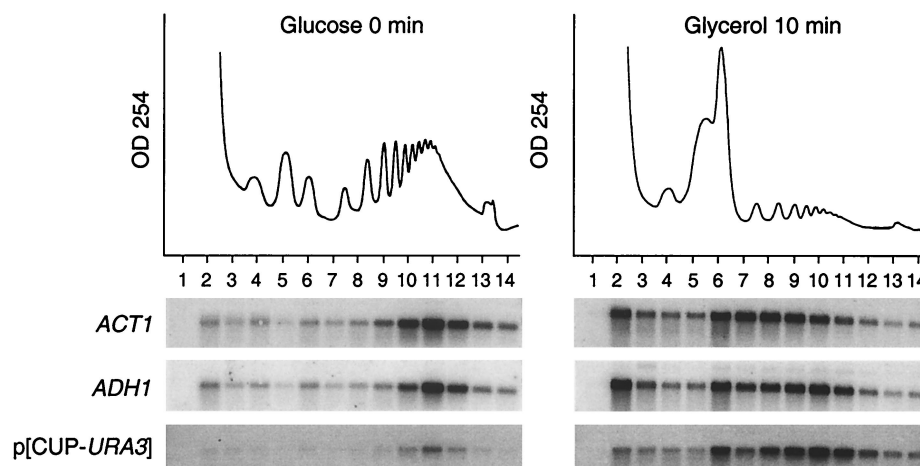 Glucose 0 min
Glycerol 10 min
OD 254
OD 254
1 2 3 4 5 6 7 8 9 10 11 12 13 14
1 2 3 4 5 6 7 8 9 10 11 12 13 14
ACT1
ADH1
p[CUP-URA3]